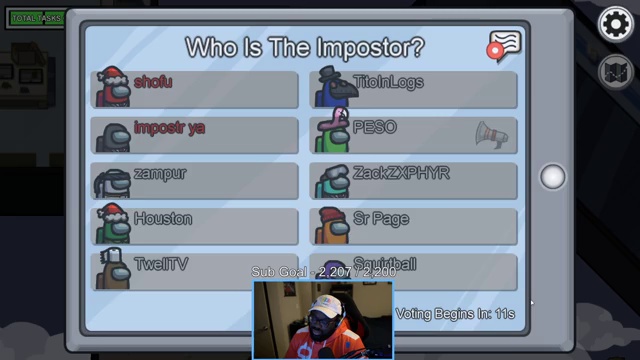 TOTAL TASKS
Who Is The Impostor?
shofu
TitoInLogs
impostr ya
PESO
zampur
ZackZXPHYR
Houston
Sr Page
TwellTV
Squirtball
Sub Goal - 2,207 / 2,200
Voting Begins In: 11s